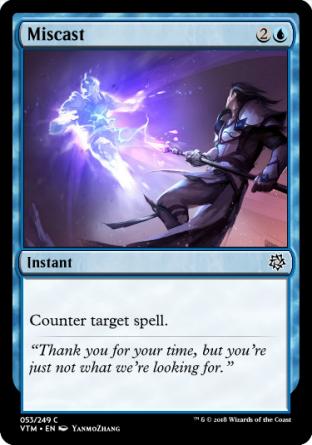 Miscast 2
Instant
Counter target spell.
“Thank you for your time, but you’re
just not what we’re looking for.”
053/249 C
VTM • EN YanmoZhang
™ & © 2018 Wizards of the Coast